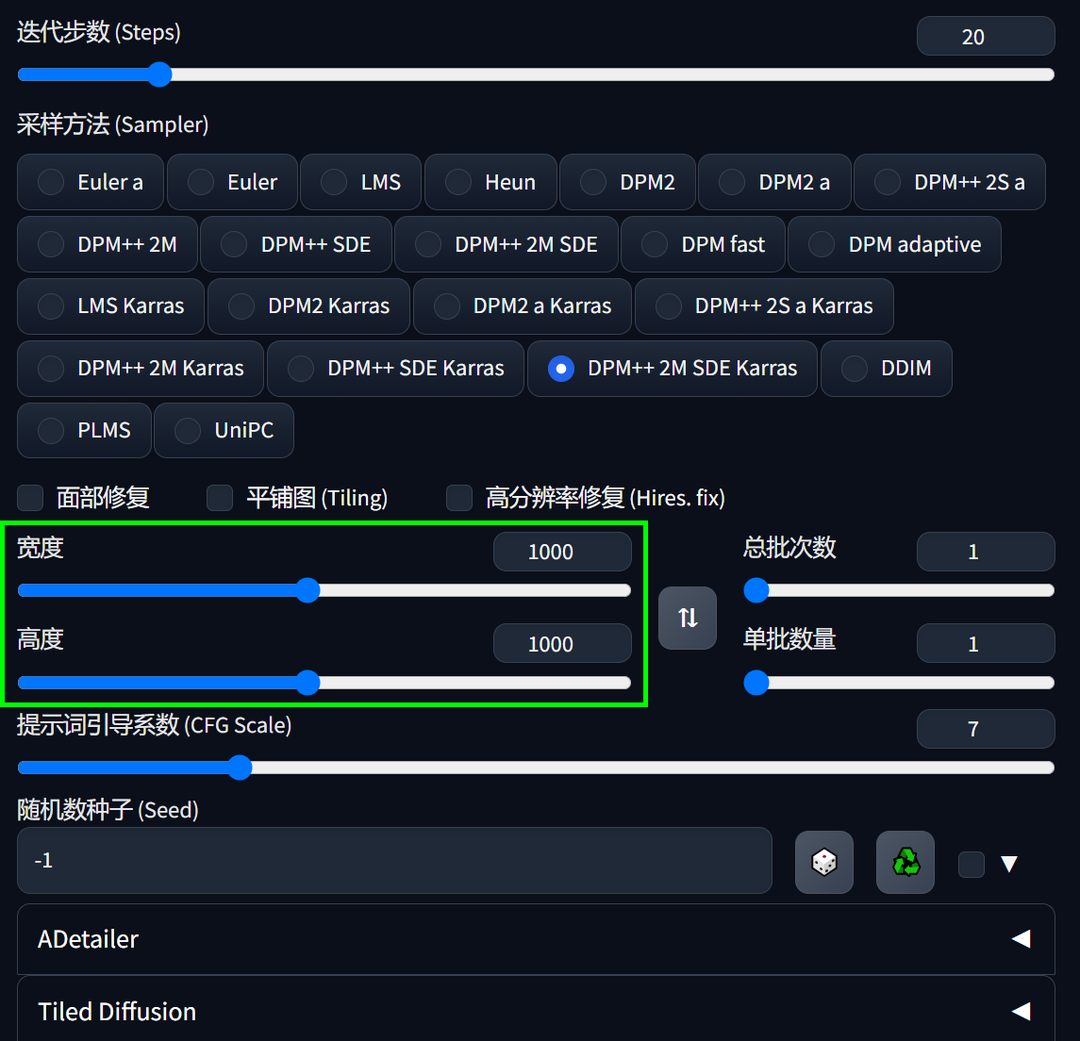 迭代步数 (Steps) 20
采样方法 (Sampler)
Euler a Euler LMS Heun DPM2 DPM2 a DPM++ 2S a
DPM++ 2M DPM++ SDE DPM++ 2M SDE DPM fast DPM adaptive
LMS Karras DPM2 Karras DPM2 a Karras DPM++ 2S a Karras
DPM++ 2M Karras DPM++ SDE Karras DPM++ 2M SDE Karras DDIM
PLMS UniPC
面部修复 平铺图 (Tiling) 高分辨率修复 (Hires. fix)
宽度 1000 总批次数 1
高度 1000 单批数量 1
提示词引导系数 (CFG Scale) 7
随机数种子 (Seed)
-1
ADetailer
Tiled Diffusion